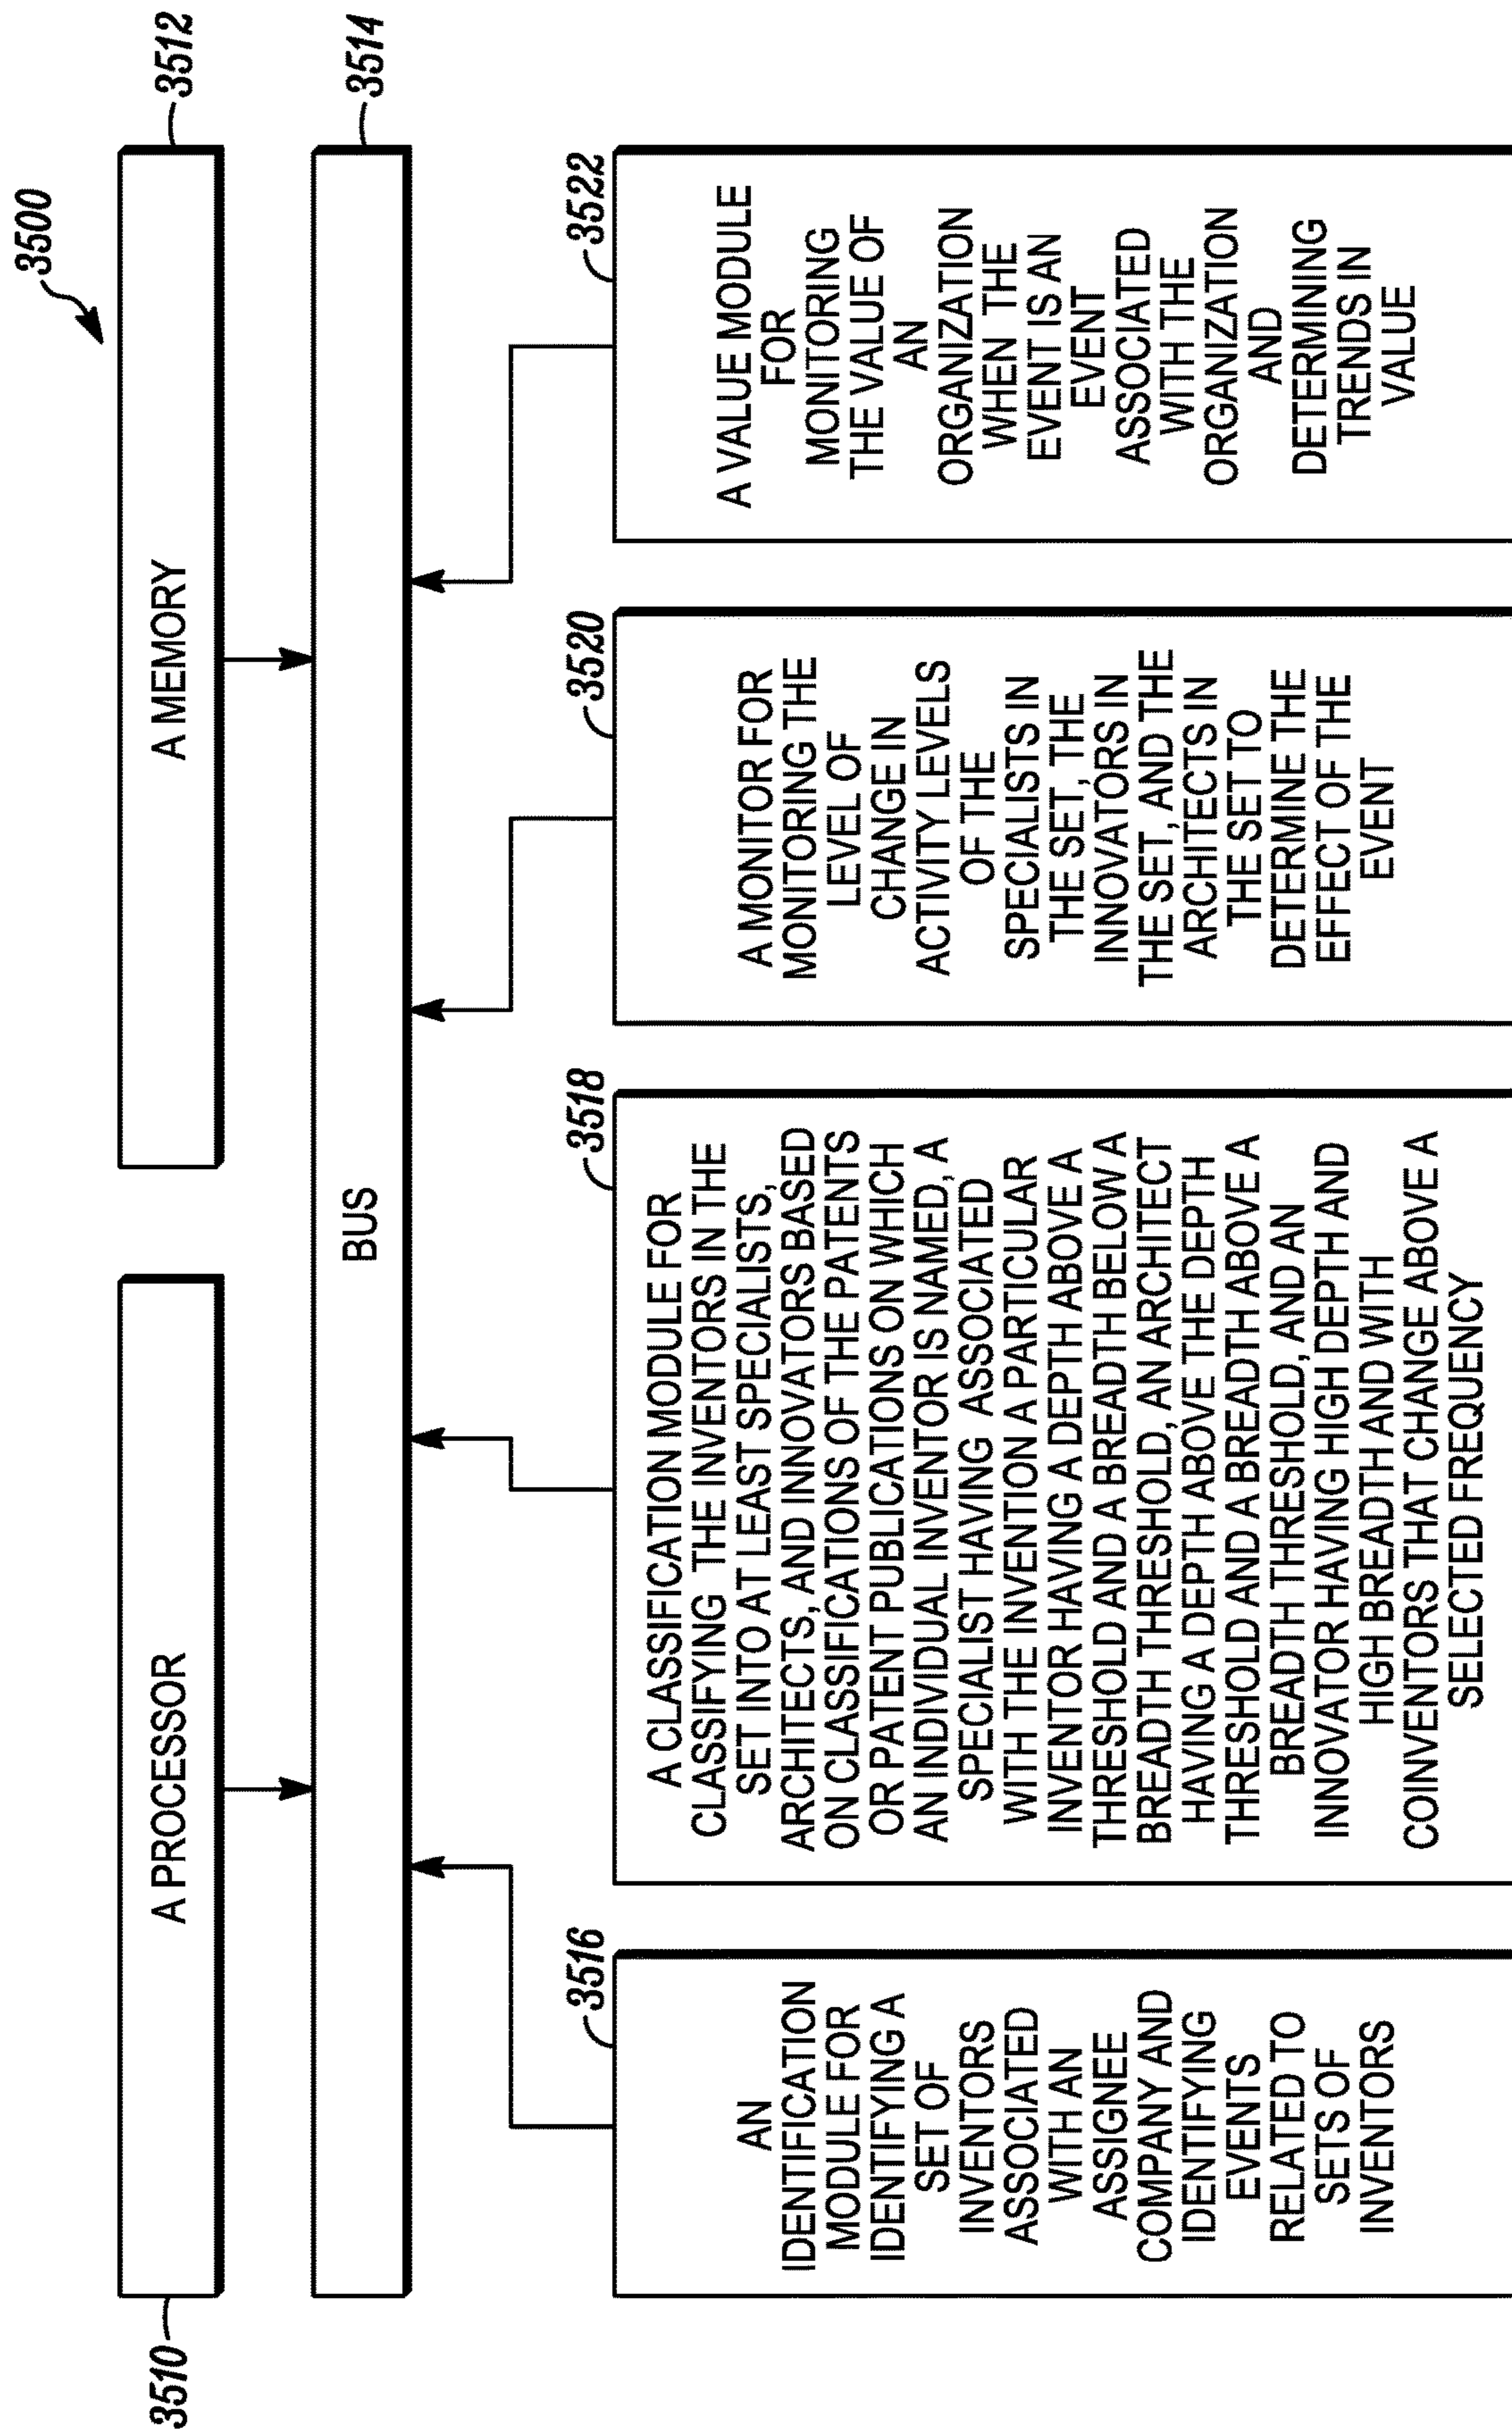 3500
3510
A PROCESSOR
A MEMORY
3512
BUS
3514
3516
AN
IDENTIFICATION
MODULE FOR
IDENTIFYING A
SET OF
INVENTORS
ASSOCIATED
WITH AN
ASSIGNEE
COMPANY AND
IDENTIFYING
EVENTS
RELATED TO
SETS OF
INVENTORS
3518
A CLASSIFICATION MODULE FOR
CLASSIFYING THE INVENTORS IN THE
SET INTO AT LEAST SPECIALISTS,
ARCHITECTS, AND INNOVATORS BASED
ON CLASSIFICATIONS OF THE PATENTS
OR PATENT PUBLICATIONS ON WHICH
AN INDIVIDUAL INVENTOR IS NAMED, A
SPECIALIST HAVING ASSOCIATED
WITH THE INVENTION A PARTICULAR
INVENTOR HAVING A DEPTH ABOVE A
THRESHOLD AND A BREADTH BELOW A
BREADTH THRESHOLD, AN ARCHITECT
HAVING A DEPTH ABOVE THE DEPTH
THRESHOLD AND A BREADTH ABOVE A
BREADTH THRESHOLD, AND AN
INNOVATOR HAVING HIGH DEPTH AND
HIGH BREADTH AND WITH
COINVENTORS THAT CHANGE ABOVE A
SELECTED FREQUENCY
3520
A MONITOR FOR
MONITORING THE
LEVEL OF
CHANGE IN
ACTIVITY LEVELS
OF THE
SPECIALISTS IN
THE SET, THE
INNOVATORS IN
THE SET, AND THE
ARCHITECTS IN
THE SET TO
DETERMINE THE
EFFECT OF THE
EVENT
3522
A VALUE MODULE
FOR
MONITORING
THE VALUE OF
AN
ORGANIZATION
WHEN THE
EVENT IS AN
EVENT
ASSOCIATED
WITH THE
ORGANIZATION
AND
DETERMINING
TRENDS IN
VALUE